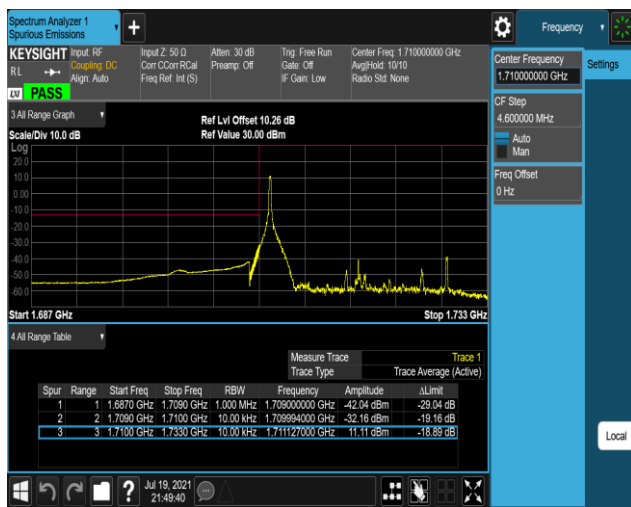 Spectrum Analyzer 1
Spurious Emissions
+
Frequency
KEYSIGHT Input: RF Input Z: 50 Ω Atten: 30 dB Trig: Free Run Center Freq: 1.710000000 GHz
RL Coupling: DC Corr CCorr RCal Preamp: Off Gate: Off Avg|Hold: 10/10
Align: Auto Freq Ref: Int (S) IF Gain: Low Radio Std: None
LXI PASS
Center Frequency
1.710000000 GHz
Settings
CF Step
4.600000 MHz
Auto
Man
Freq Offset
0 Hz
3 All Range Graph
Ref Lvl Offset 10.26 dB
Scale/Div 10.0 dB Ref Value 30.00 dBm
Log
20.0
10.0
0.00
-10.0
-20.0
-30.0
-40.0
-50.0
-60.0
Start 1.687 GHz Stop 1.733 GHz
4 All Range Table
Measure Trace Trace 1
Trace Type Trace Average (Active)
Spur Range Start Freq Stop Freq RBW Frequency Amplitude ΔLimit
1 1 1.6870 GHz 1.7090 GHz 1.000 MHz 1.709000000 GHz -42.04 dBm -29.04 dB
2 2 1.7090 GHz 1.7100 GHz 10.00 kHz 1.709994000 GHz -32.16 dBm -19.16 dB
3 3 1.7100 GHz 1.7330 GHz 10.00 kHz 1.711127000 GHz 11.11 dBm -18.89 dB
Local
? Jul 19, 2021
21:49:40